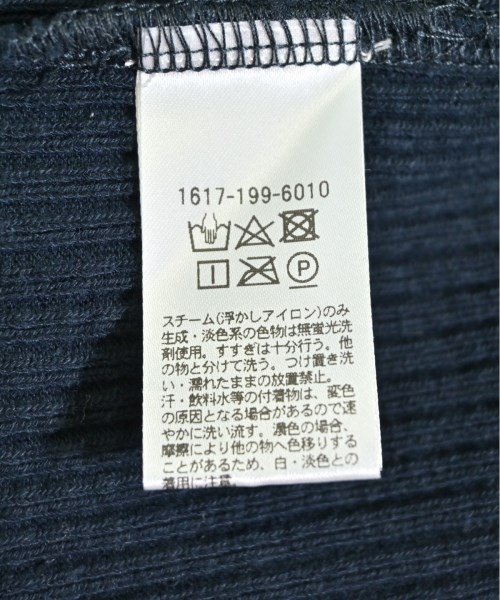 1617-199-6010
P
スチーム(浮かしアイロン)のみ
生成・淡色系の色物は無蛍光洗
剤使用。すすぎは十分行う。他
の物と分けて洗う。つけ置き洗
い・濡れたままの放置禁止。
汗・飲料水等の付着物は、変色
の原因となる場合があるので速
やかに洗い流す。濃色の場合、
摩擦により他の物へ色移りする
ことがあるため、白・淡色との
着用に注意。